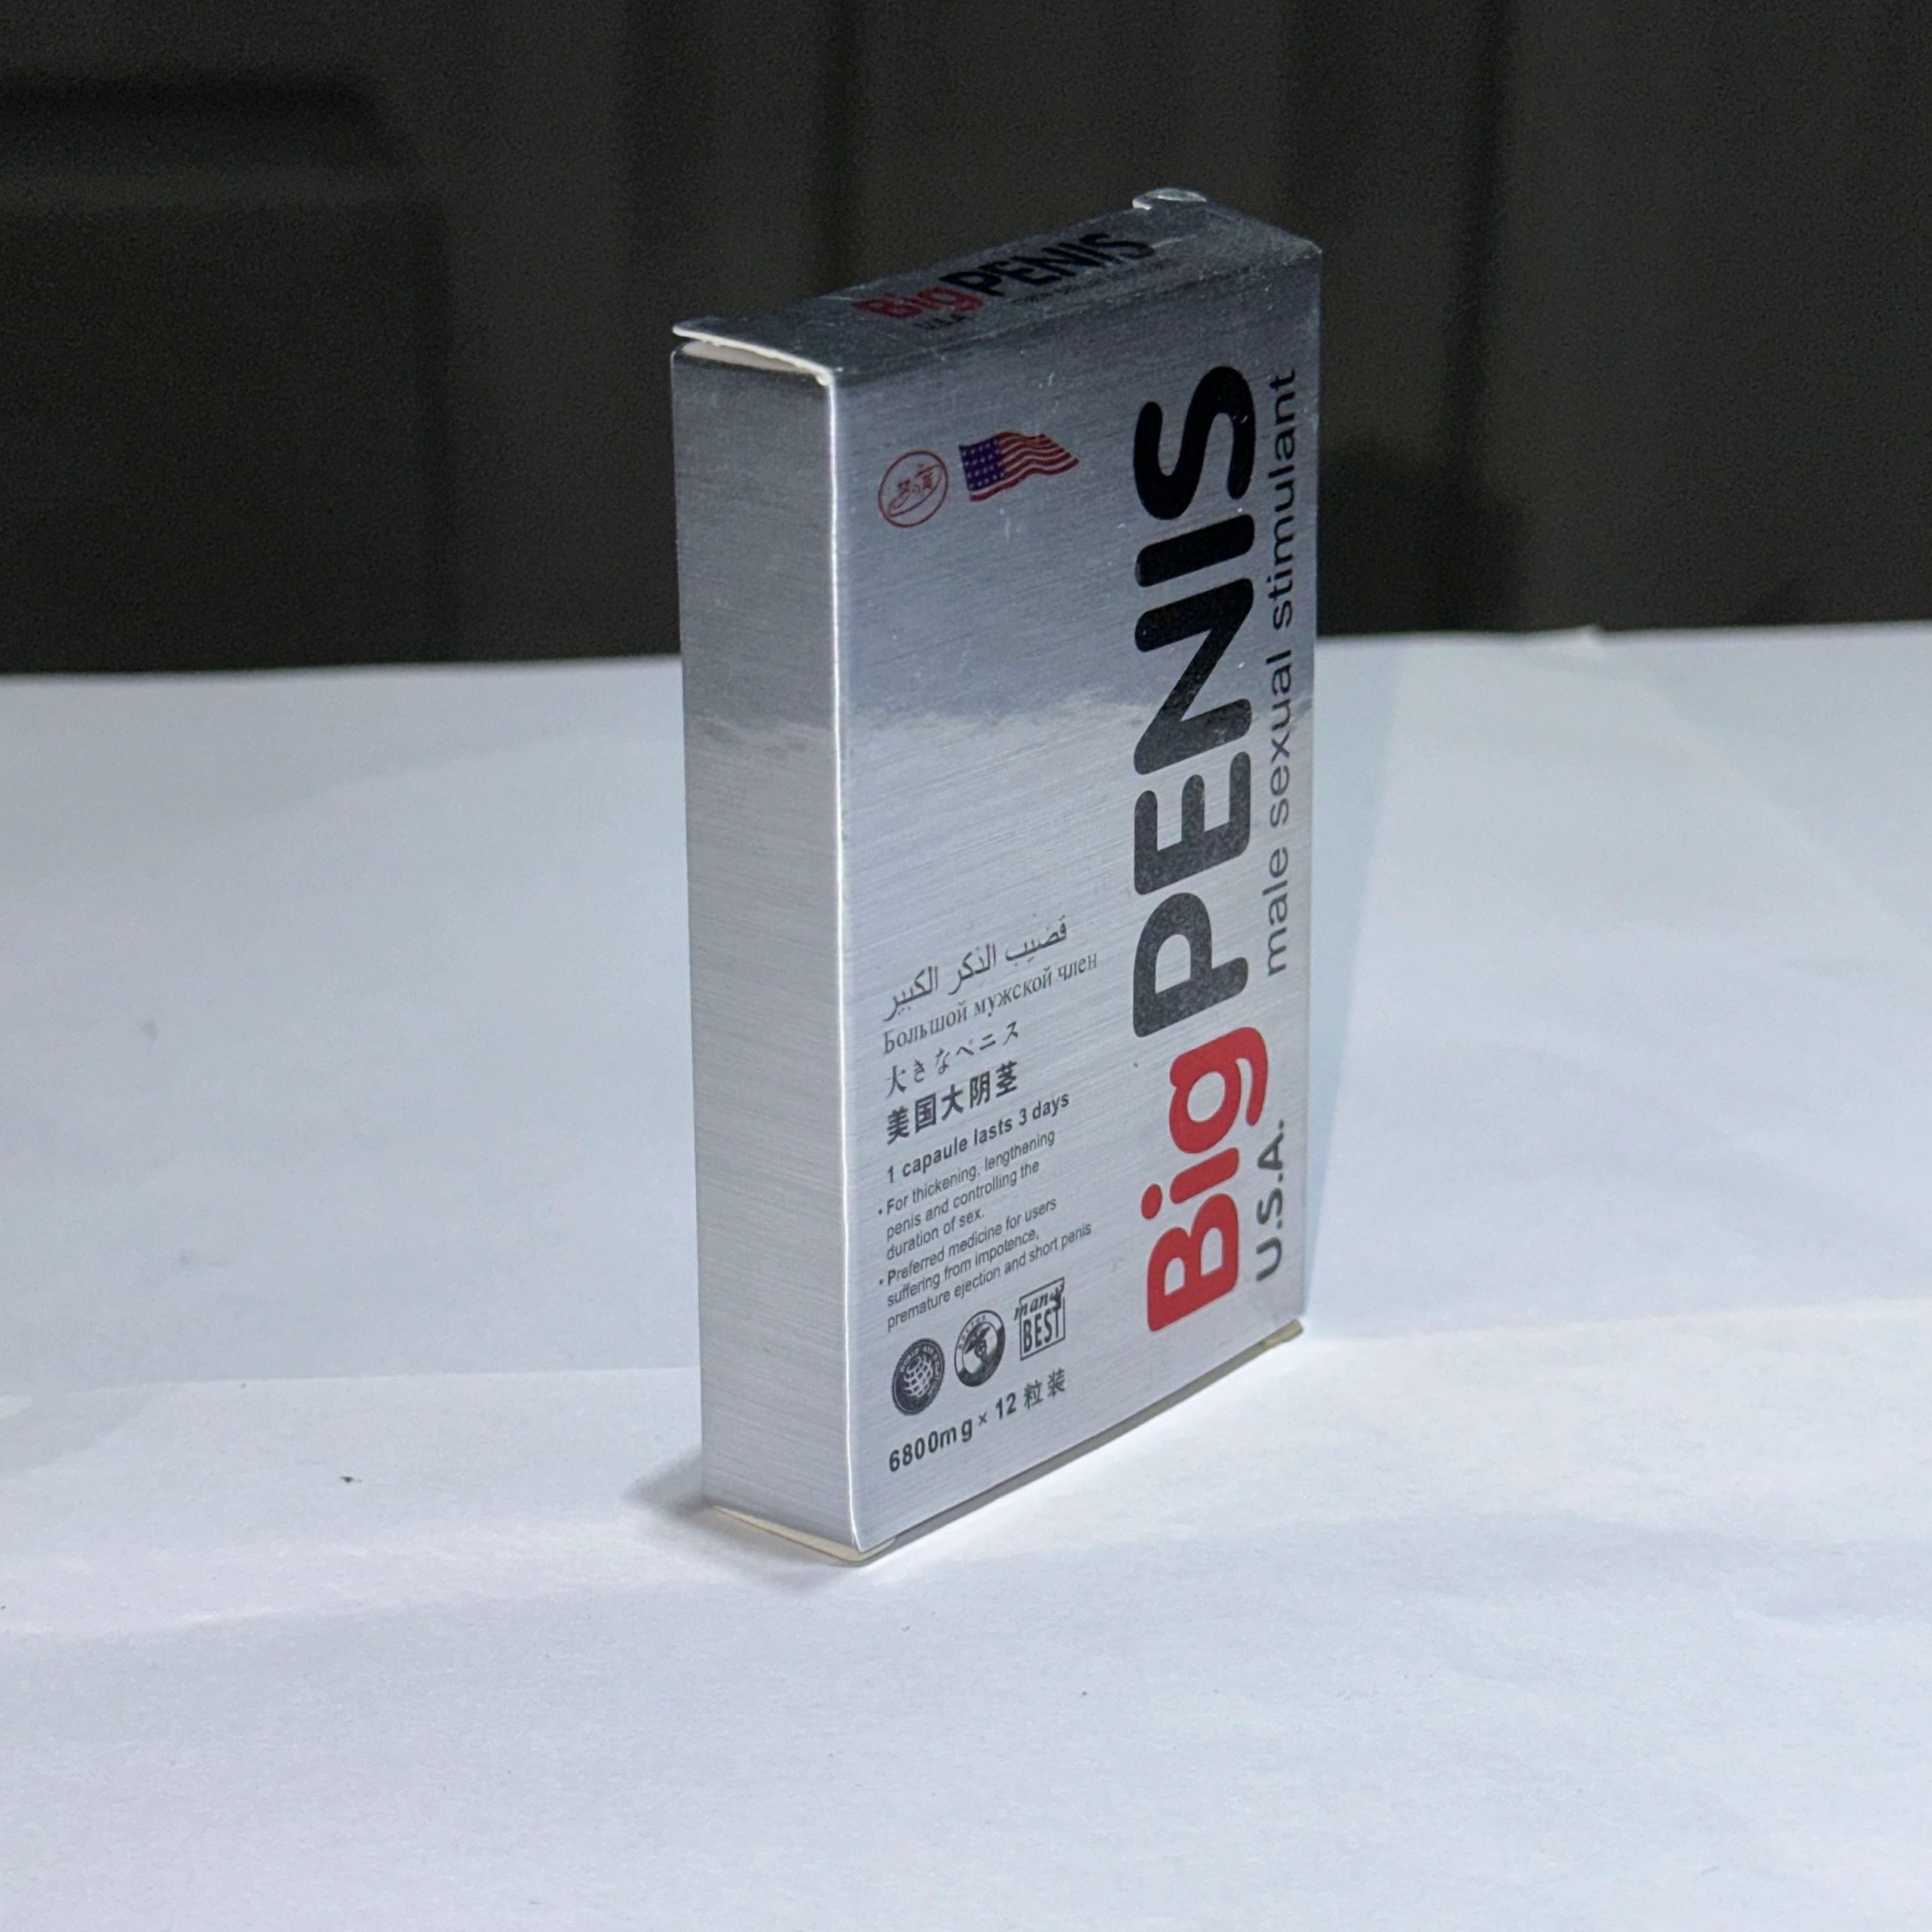 Big PENIS
U.S.A.
Big PENIS
U.S.A. male sexual stimulant
قضيب الذكر الكبير
Большой мужской член
大きなペニス
美国大阴茎
1 capaule lasts 3 days
• For thickening, lengthening
penis and controlling the
duration of sex.
• Preferred medicine for users
suffering from impotence,
premature ejection and short penis
man's
BEST
6800mg × 12 粒装